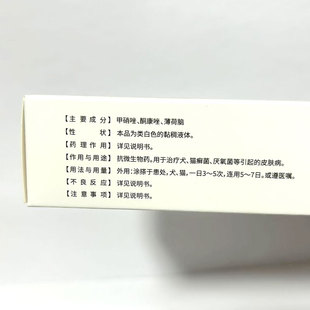 【主要成分】甲硝唑、酮康唑、薄荷脑
【性 状】本品为类白色的黏稠液体。
【药理作用】详见说明书。
【作用与用途】抗微生物药。用于治疗犬、猫癣菌、厌氧菌等引起的皮肤病。
【用法与用量】外用：涂搽于患处。犬、猫，一日3～5次，连用5～7日。或遵医嘱。
【不良反应】详见说明书。
【注意事项】详见说明书。